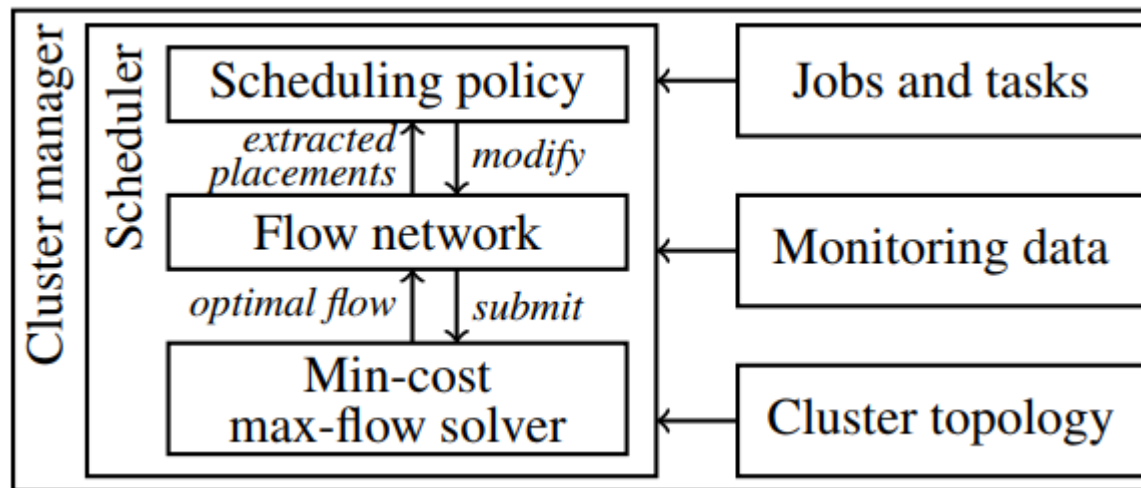 Cluster manager
Scheduler
Scheduling policy
extracted
placements
modify
Flow network
optimal flow
submit
Min-cost
max-flow solver
Jobs and tasks
Monitoring data
Cluster topology